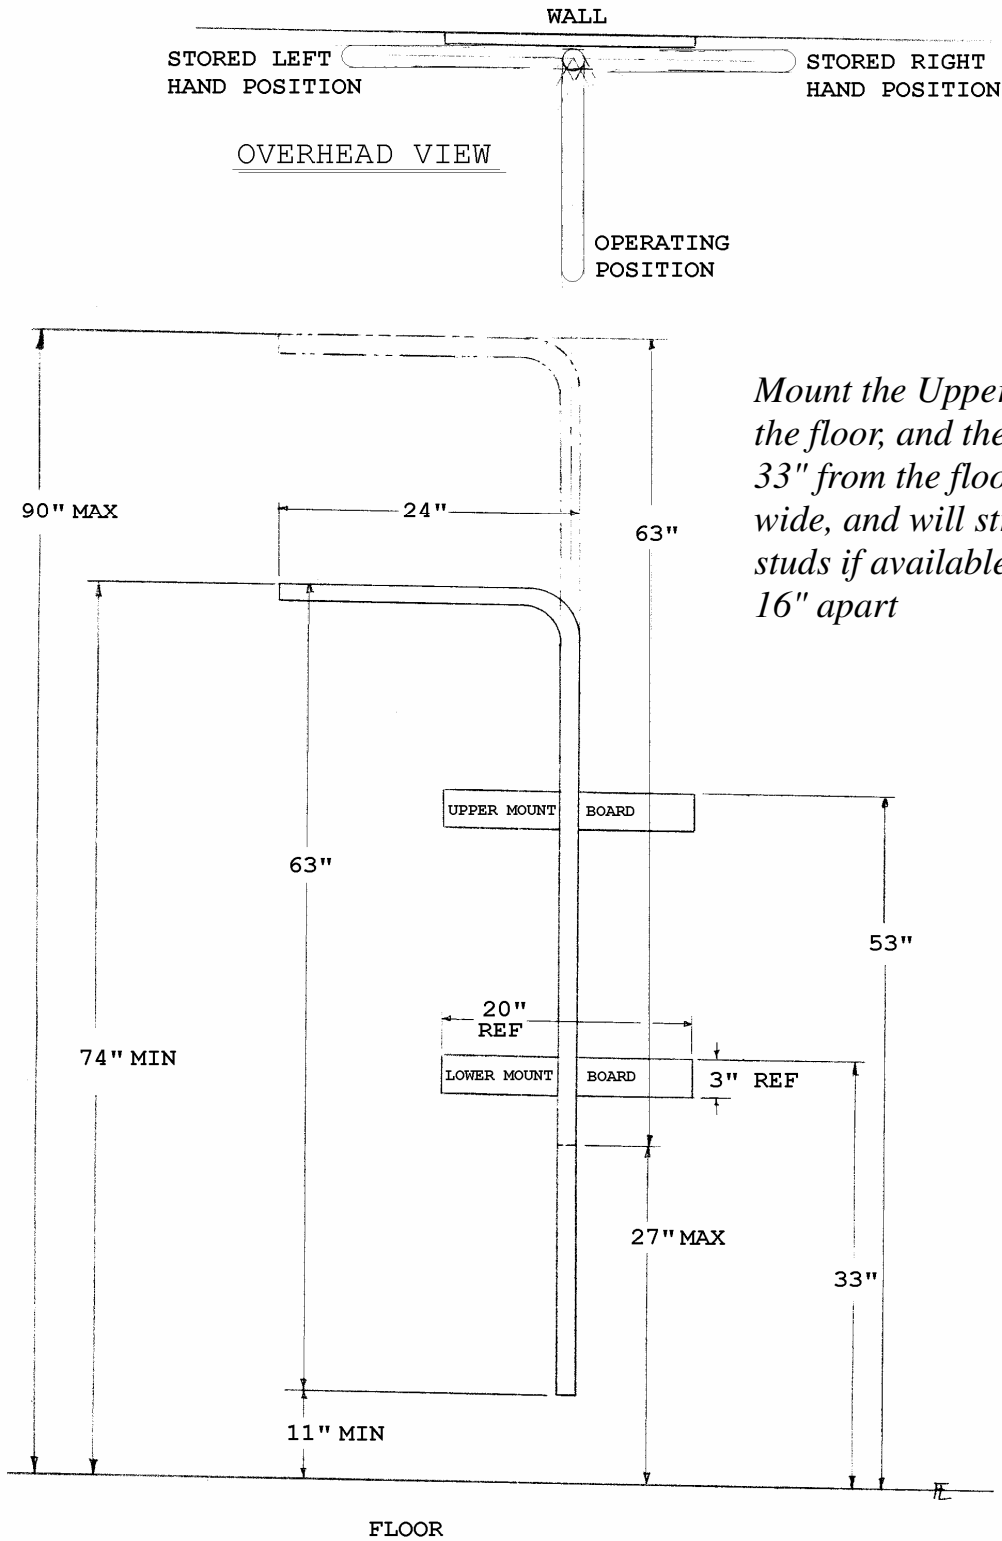 WALL
STORED LEFT
HAND POSITION
STORED RIGHT
HAND POSITION
OVERHEAD VIEW
OPERATING
POSITION
Mount the Upper
the floor, and the
33" from the floo
wide, and will st
studs if available
16" apart
90" MAX
24"
63"
UPPER MOUNT BOARD
63"
53"
20"
REF
74" MIN
LOWER MOUNT BOARD
3" REF
27" MAX
33"
11" MIN
FLOOR